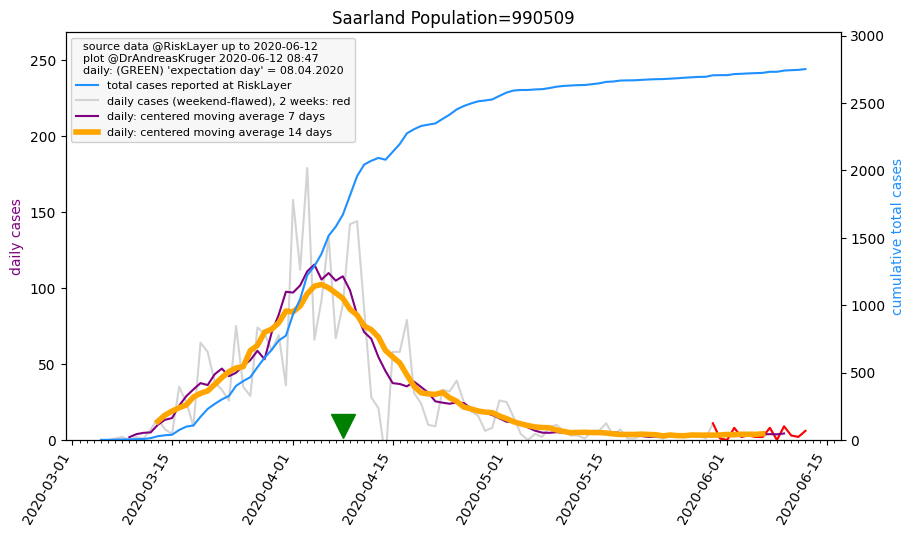 Saarland Population=990509
source data @RiskLayer up to 2020-06-12
plot @DrAndreasKruger 2020-06-12 08:47
daily: (GREEN) 'expectation day' = 08.04.2020
total cases reported at RiskLayer
daily cases (weekend-flawed), 2 weeks: red
daily: centered moving average 7 days
daily: centered moving average 14 days
daily cases
250
200
150
100
50
0
cumulative total cases
3000
2500
2000
1500
1000
500
0
2020-03-01
2020-03-15
2020-04-01
2020-04-15
2020-05-01
2020-05-15
2020-06-01
2020-06-15